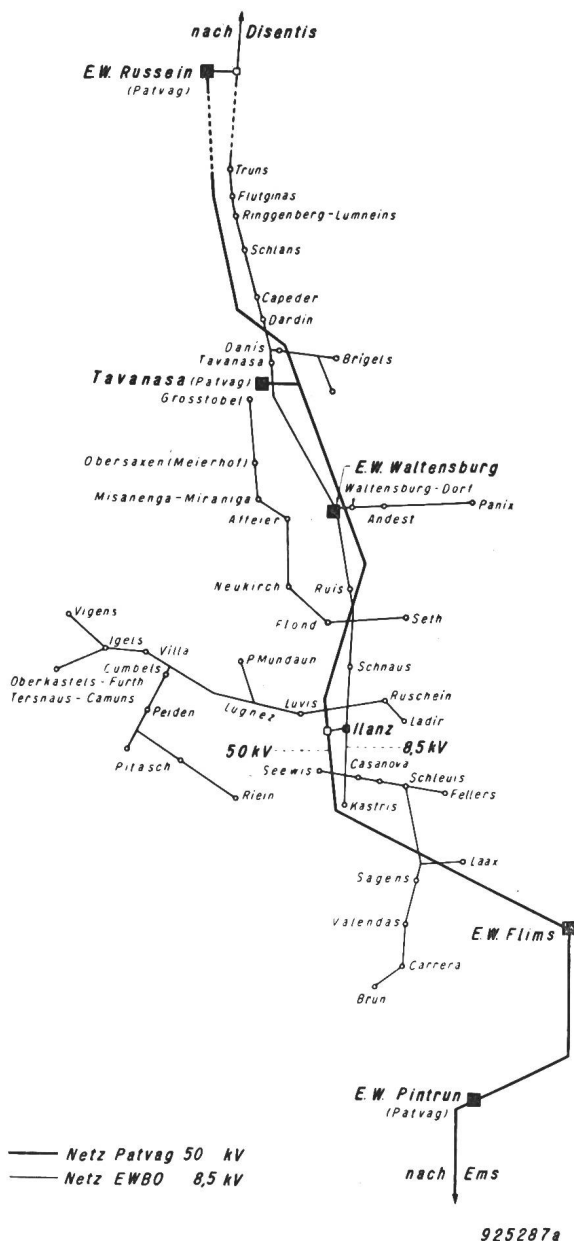 nach Disentis
E.W. Russein
(Patvag)
Truns
Flutginas
Ringgenberg-Lumneins
Schlans
Capeder
Dardin
Danis
Brigels
Tavanasa
Tavanasa (Patvag)
Grosstobel
E.W. Waltensburg
Obersaxen (Meierhof)
Waltensburg-Dorf
Panix
Misanenga-Miraniga
Andest
Affeier
Neukirch
Ruis
Vigens
Flond
Seth
Igels
Villa
P.Mundaun
Schnaus
Cumbels
Oberkastels-Furth
Tersnaus-Camuns
Ruschein
Peiden
Lugnez
Luvis
Ladir
Ilanz
50 kV
8,5 kV
Pitasch
Seewis
Casanova
Schleuis
Fellers
Riein
Kastris
Laax
Sagens
Valendas
E.W. Flims
Carrera
Brun
E.W. Pintrun
(Patvag)
Netz Patvag 50 kV
Netz EWBO 8,5 kV
nach Ems
925287a